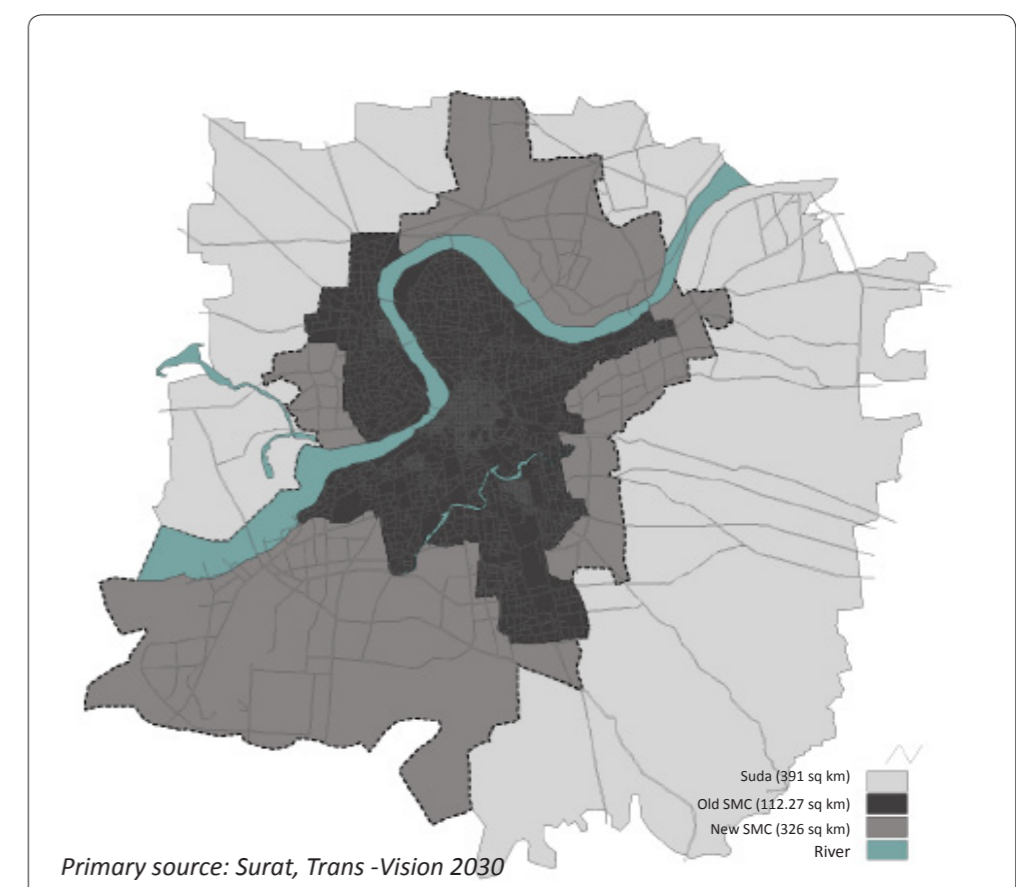 Suda (391 sq km)
Old SMC (112.27 sq km)
New SMC (326 sq km)
River
Primary source: Surat, Trans -Vision 2030